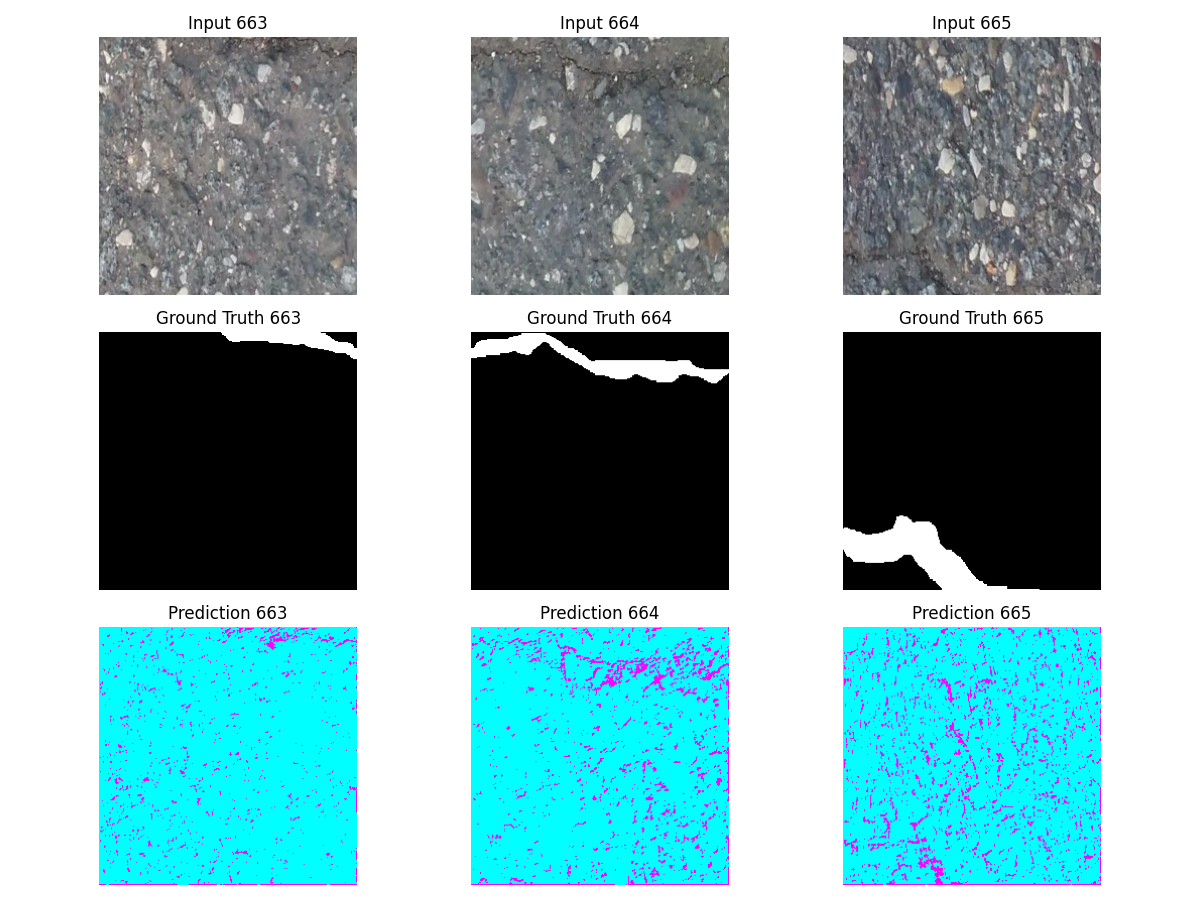 Input 663
Input 664
Input 665
Ground Truth 663
Ground Truth 664
Ground Truth 665
Prediction 663
Prediction 664
Prediction 665